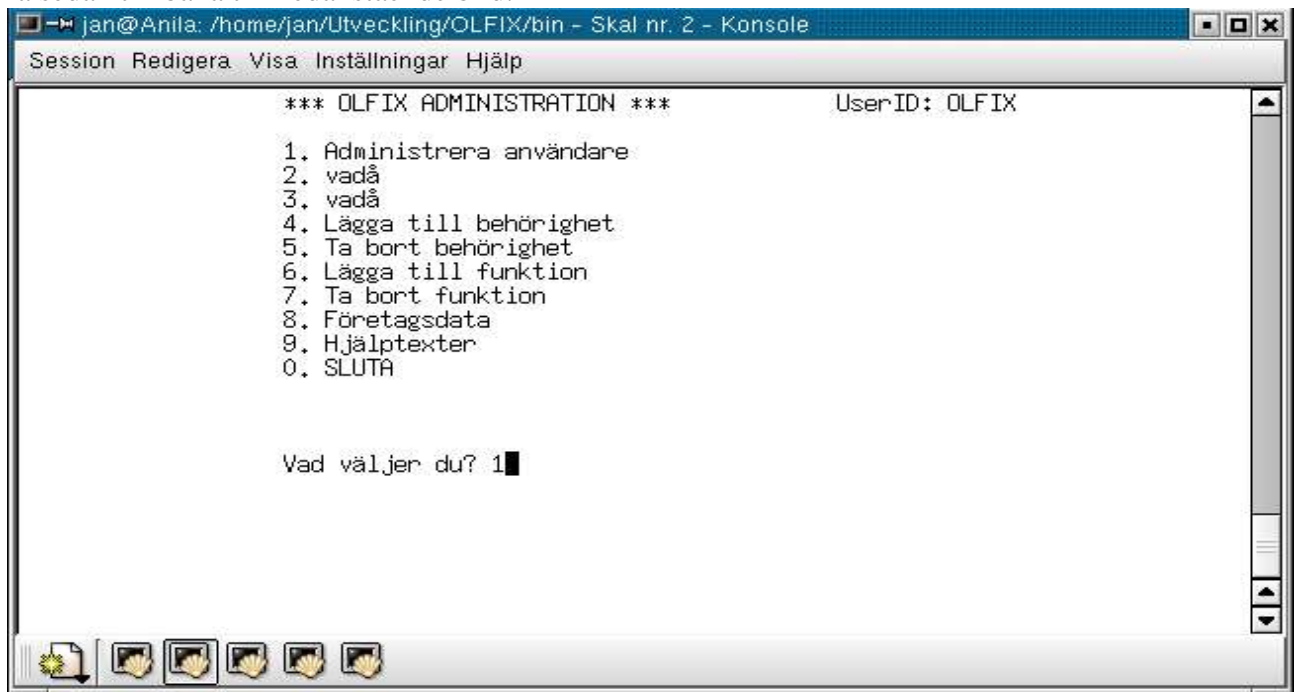 jan@Anila: /home/jan/Utveckling/OLFIX/bin - Skal nr. 2 - Konsole
Session Redigera Visa Inställningar Hjälp
*** OLFIX ADMINISTRATION *** UserID: OLFIX
1. Administrera användare
2. vadå
3. vadå
4. Lägga till behörighet
5. Ta bort behörighet
6. Lägga till funktion
7. Ta bort funktion
8. Företagsdata
9. Hjälptexter
0. SLUTA
Vad väljer du? 1